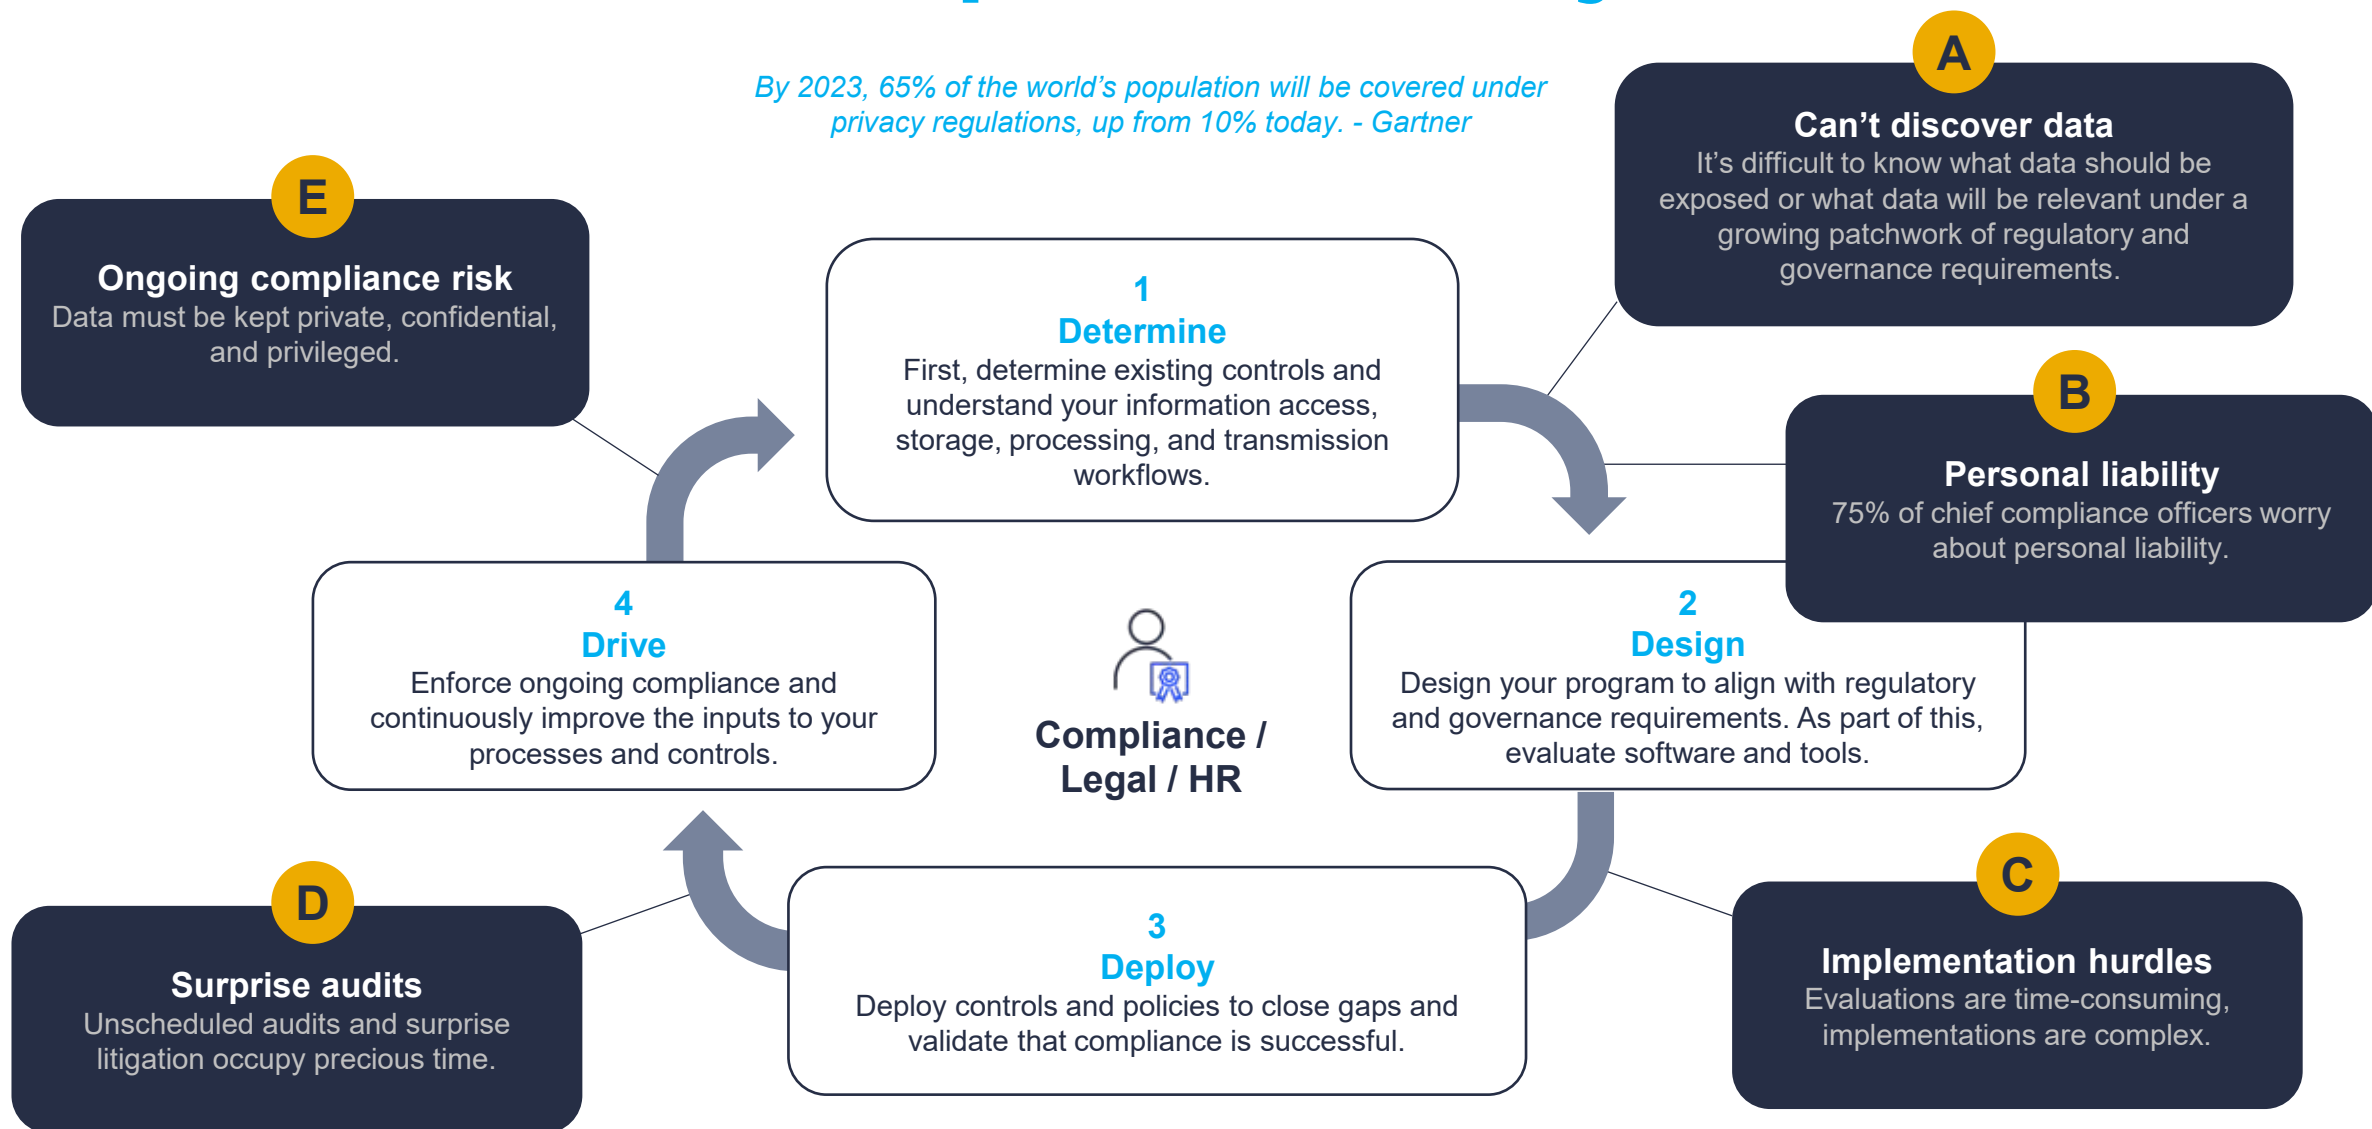 By 2023, 65% of the world’s population will be covered under
privacy regulations, up from 10% today. - Gartner
A
Can’t discover data
It’s difficult to know what data should be
exposed or what data will be relevant under a
growing patchwork of regulatory and
governance requirements.
E
Ongoing compliance risk
Data must be kept private, confidential,
and privileged.
1
Determine
First, determine existing controls and
understand your information access,
storage, processing, and transmission
workflows.
B
Personal liability
75% of chief compliance officers worry
about personal liability.
4
Drive
Enforce ongoing compliance and
continuously improve the inputs to your
processes and controls.
Compliance /
Legal / HR
2
Design
Design your program to align with regulatory
and governance requirements. As part of this,
evaluate software and tools.
D
Surprise audits
Unscheduled audits and surprise
litigation occupy precious time.
3
Deploy
Deploy controls and policies to close gaps and
validate that compliance is successful.
C
Implementation hurdles
Evaluations are time-consuming,
implementations are complex.